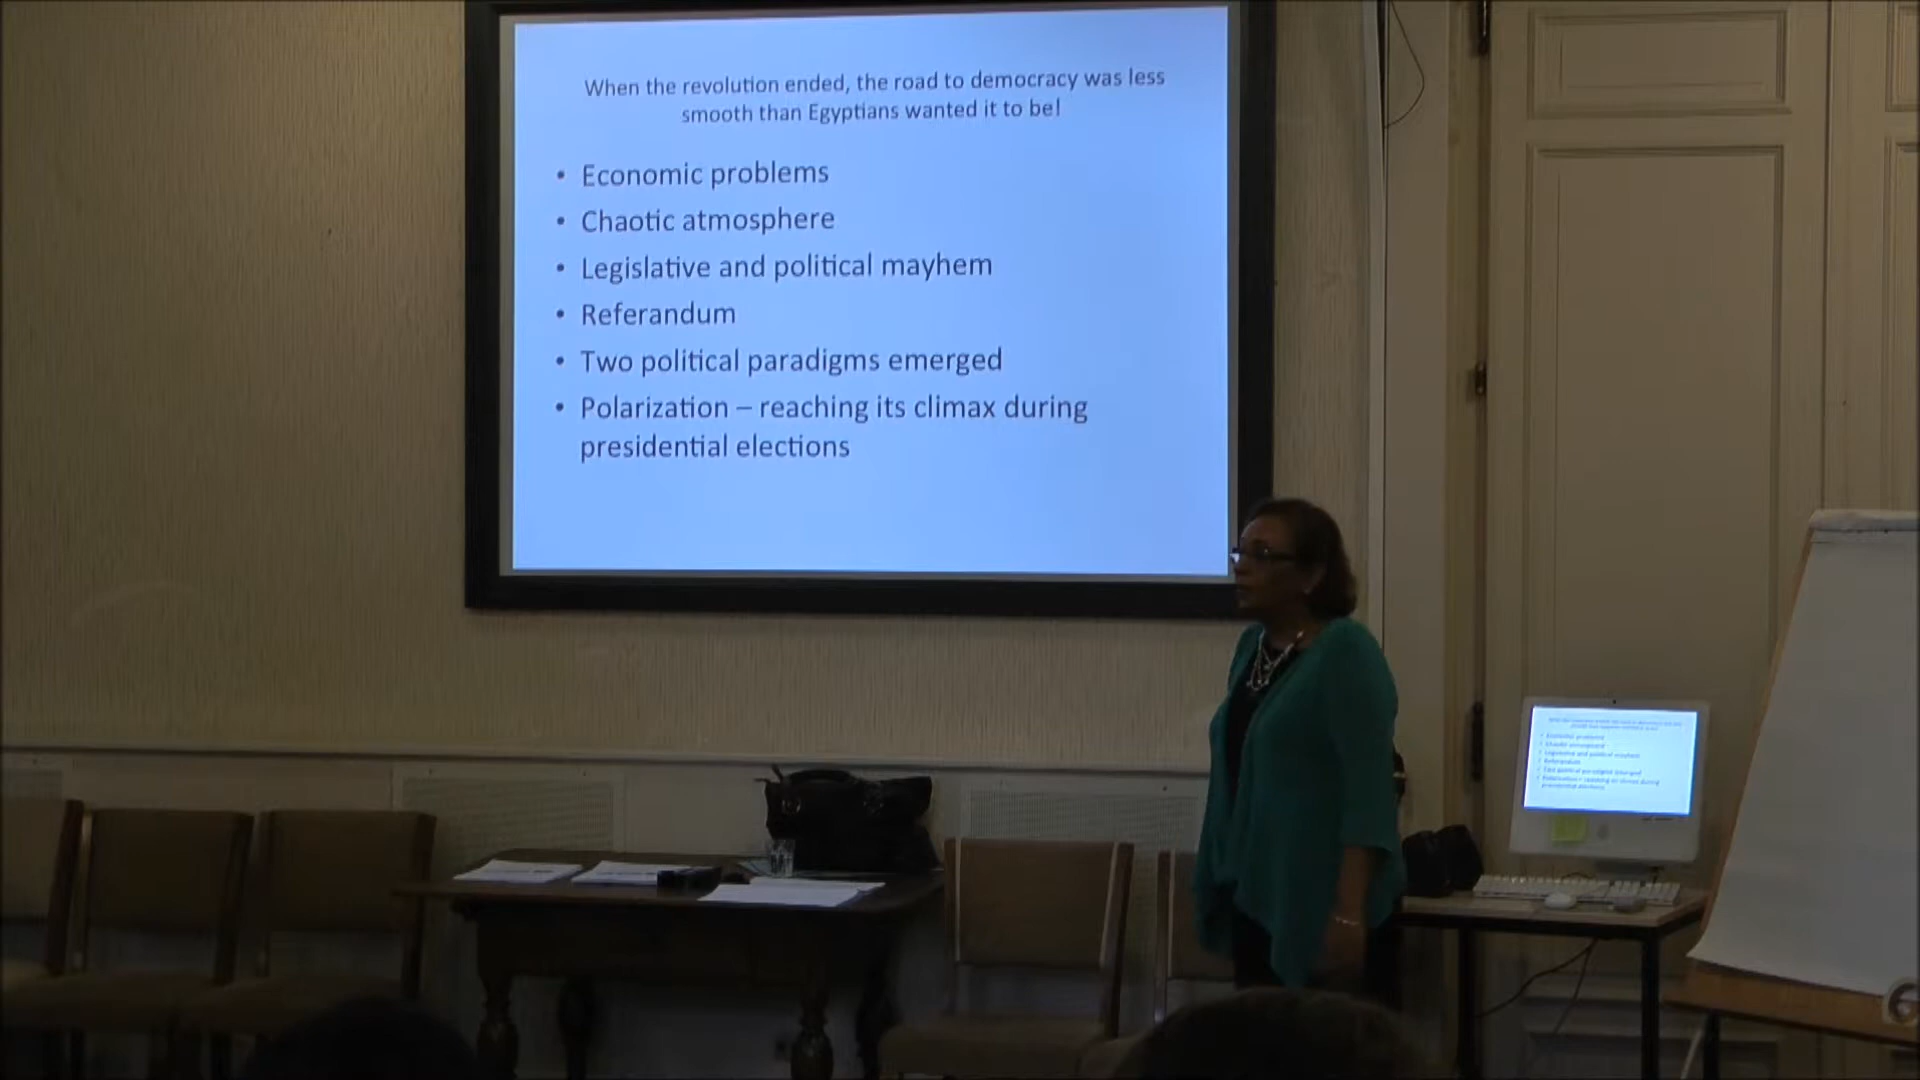 When the revolution ended, the road to democracy was less
smooth than Egyptians wanted it to be!
• Economic problems
• Chaotic atmosphere
• Legislative and political mayhem
• Referandum
• Two political paradigms emerged
• Polarization – reaching its climax during
presidential elections